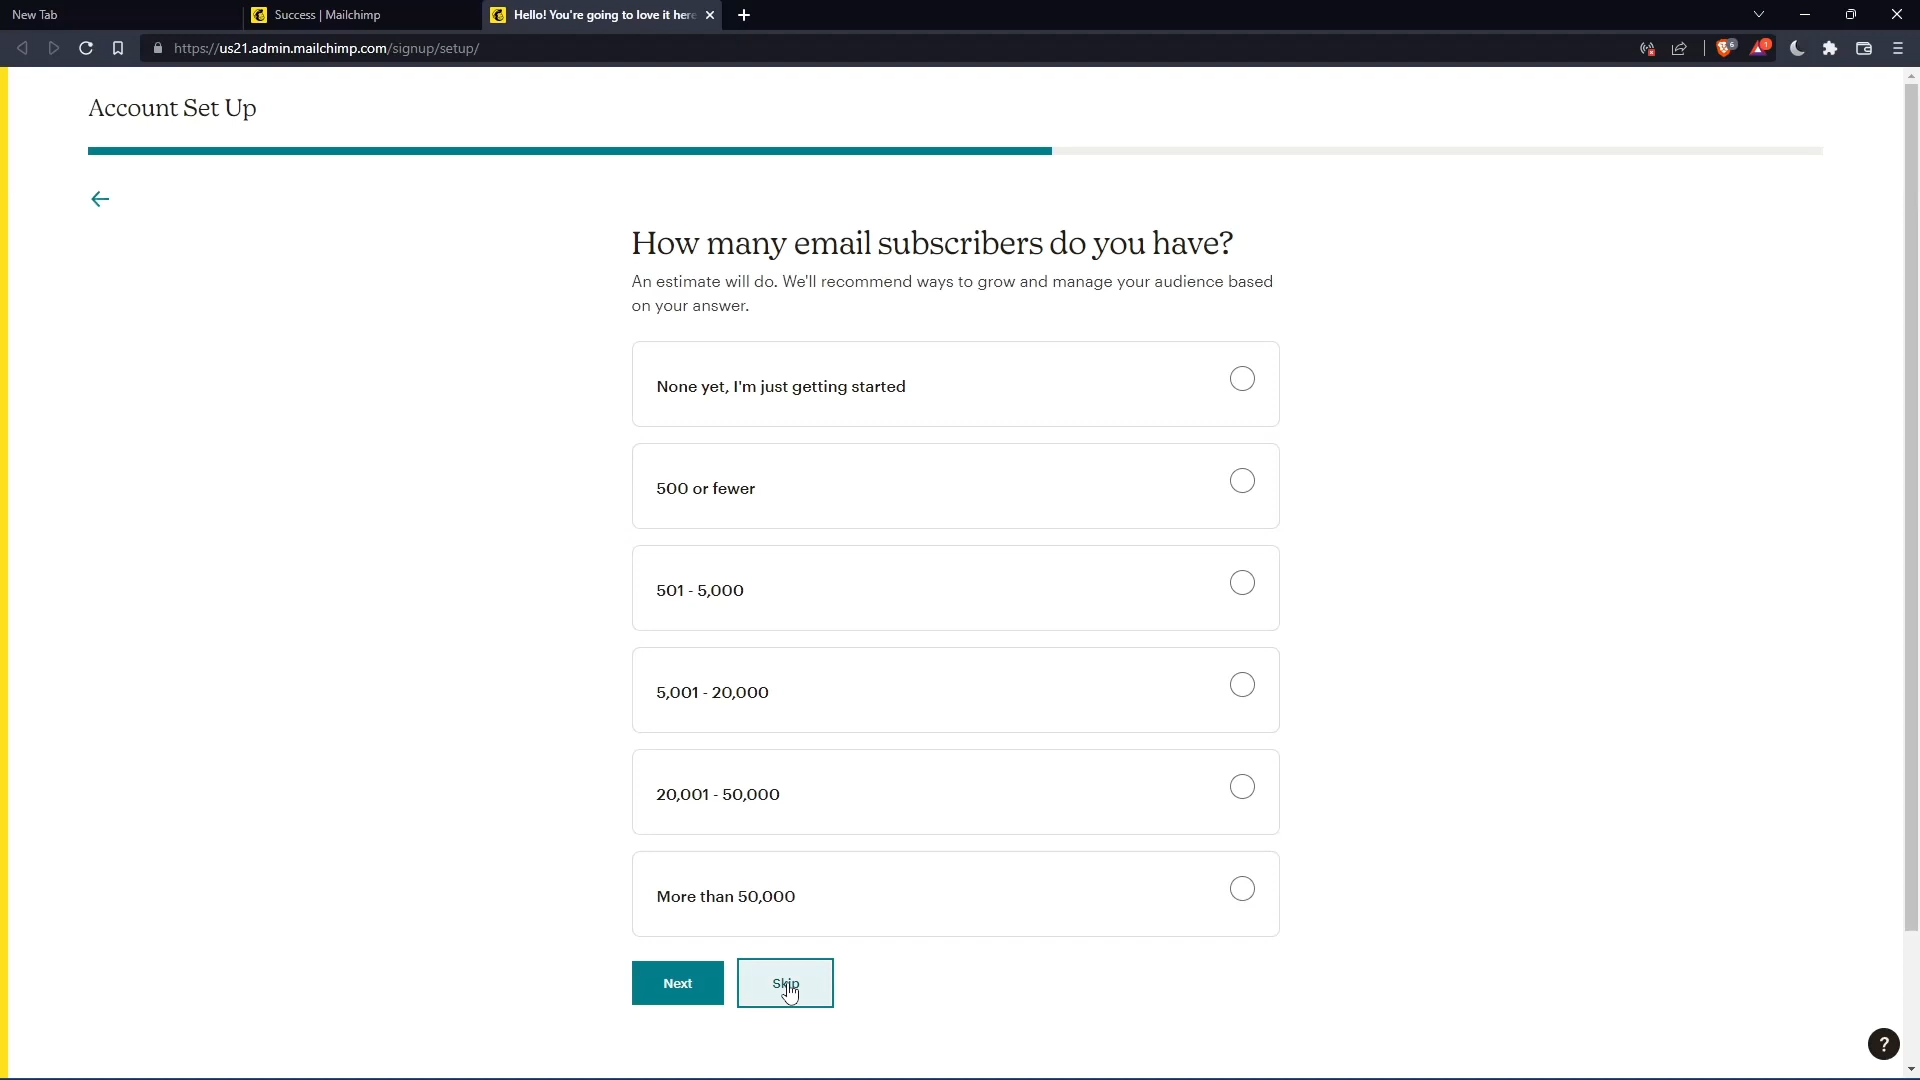 New Tab
Success | Mailchimp
Hello! You're going to love it here
https://us21.admin.mailchimp.com/signup/setup/
6
1
Account Set Up
How many email subscribers do you have?
An estimate will do. We'll recommend ways to grow and manage your audience based
on your answer.
None yet, I'm just getting started
500 or fewer
501 - 5,000
5,001 - 20,000
20,001 - 50,000
More than 50,000
Next
Skip
?